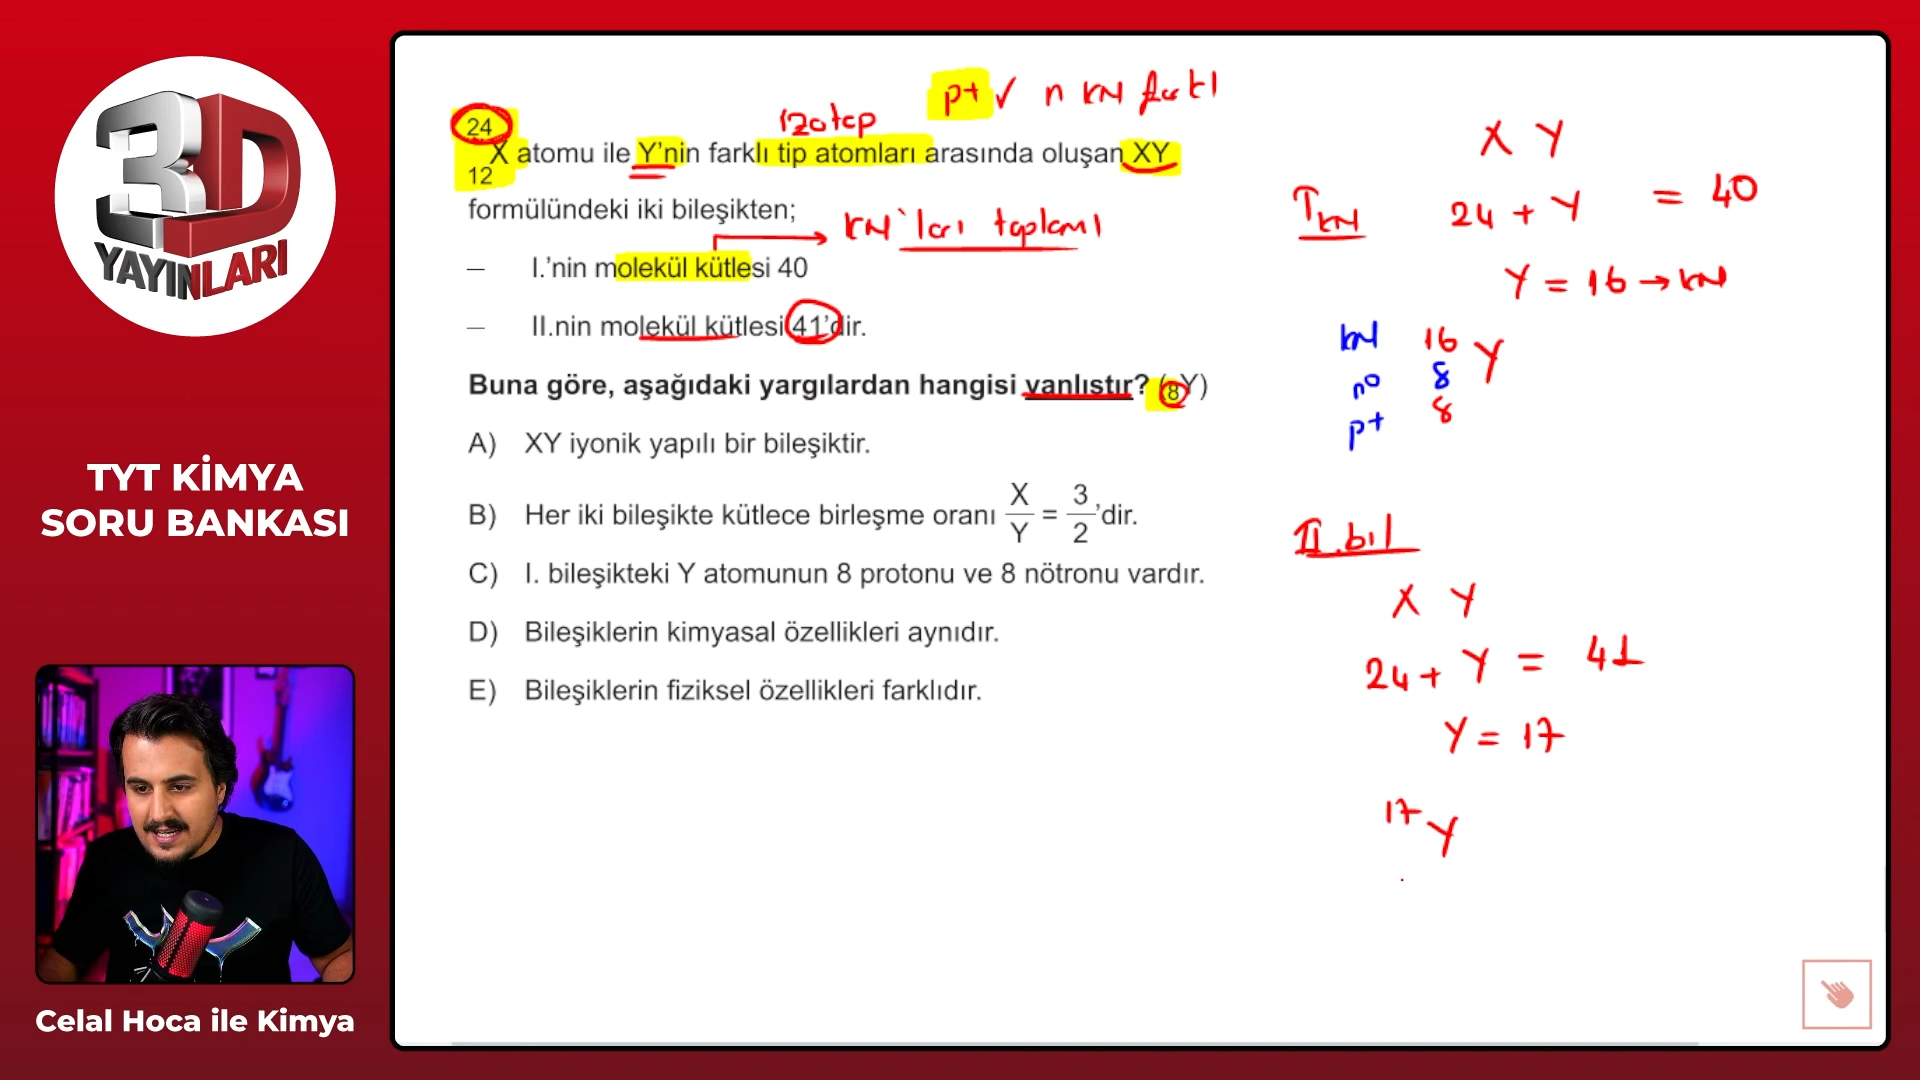 3D
YAYINLARI
TYT KİMYA
SORU BANKASI
Celal Hoca ile Kimya
p+ ✓ n kN farklı
izotop
24
X atomu ile Y’nin farklı tip atomları arasında oluşan XY
12
formülündeki iki bileşikten;
kN'ları toplamı
– I.’nin molekül kütlesi 40
– II.nin molekül kütlesi 41’dir.
Buna göre, aşağıdaki yargılardan hangisi yanlıştır? (8Y)
A) XY iyonik yapılı bir bileşiktir.
B) Her iki bileşikte kütlece birleşme oranı X/Y = 3/2’dir.
C) I. bileşikteki Y atomunun 8 protonu ve 8 nötronu vardır.
D) Bileşiklerin kimyasal özellikleri aynıdır.
E) Bileşiklerin fiziksel özellikleri farklıdır.
X Y
I kN 24 + Y = 40
Y = 16 → kN
kN 16 Y
n° 8
p+ 8
II.bil
X Y
24 + Y = 41
Y = 17
17 Y